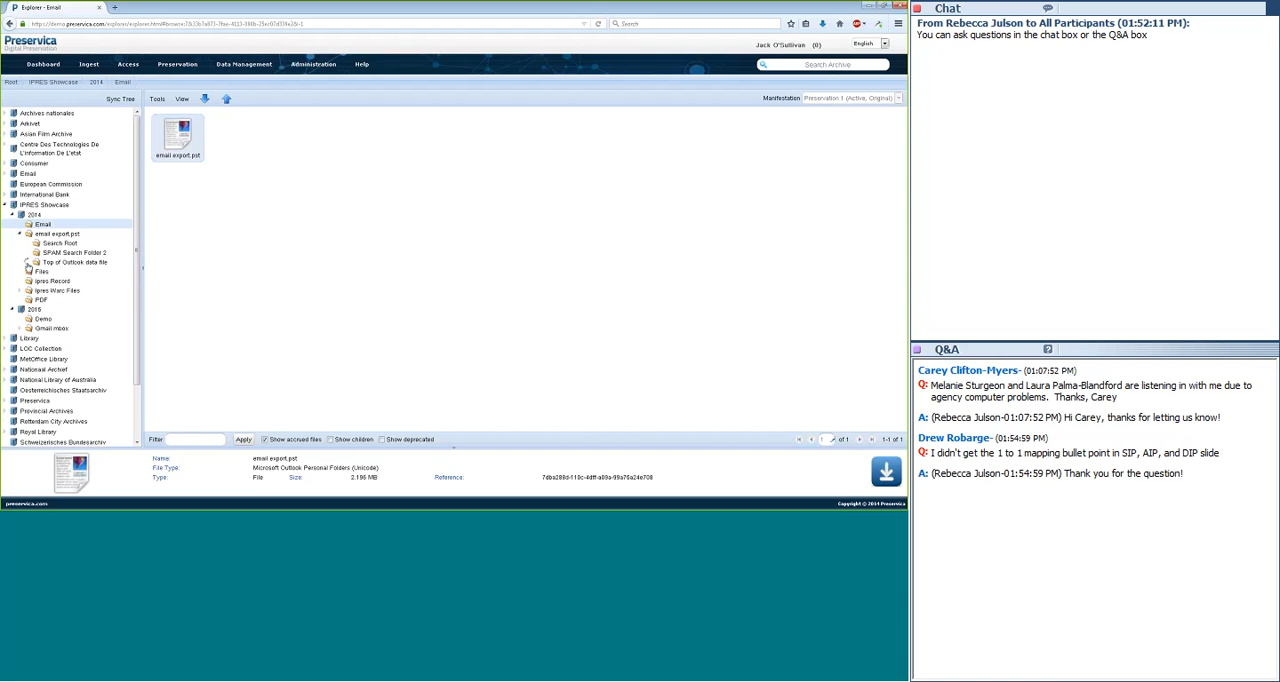 Explorer - Email
Search
Preservica
Digital Preservation
Jack O'Sullivan (0)
English
Dashboard Ingest Access Preservation Data Management Administration Help
Search Archive
Root IPRES Showcase 2014 Email
Sync Tree Tools View
Manifestation Preservation 1 (Active, Original)
Archives nationales
Arkivet
Asian Film Archive
Centre Des Technologies De
L'information De L'etat
Consumer
Email
European Commission
International Bank
IPRES Showcase
2014
Email
email export.pst
Search Root
SPAM Search Folder 2
Top of Outlook data file
Files
Ipres Record
Ipres Warc Files
PDF
2015
Demo
Gmail mbox
Library
LOC Collection
MetOffice Library
Nationaal Archief
National Library of Australia
Oesterreichisches Staatsarchiv
Preservica
Provincial Archives
Rotterdam City Archives
Royal Library
Schweizerisches Bundesarchiv
email export.pst
Filter Apply Show accrued files Show children Show deprecated
1 of 1 1-1 of 1
Name: email export.pst
File Type: Microsoft Outlook Personal Folders (Unicode)
Type: File Size: 2.195 MB Reference:
preservica.com
Copyright © 2014 Preservica
Chat
From Rebecca Julson to All Participants (01:52:11 PM):
You can ask questions in the chat box or the Q&A box
Q&A
Carey Clifton-Myers- (01:07:52 PM)
Q: Melanie Sturgeon and Laura Palma-Blandford are listening in with me due to
agency computer problems. Thanks, Carey
A: (Rebecca Julson-01:07:52 PM) Hi Carey, thanks for letting us know!
Drew Robarge- (01:54:59 PM)
Q: I didn't get the 1 to 1 mapping bullet point in SIP, AIP, and DIP slide
A: (Rebecca Julson-01:54:59 PM) Thank you for the question!